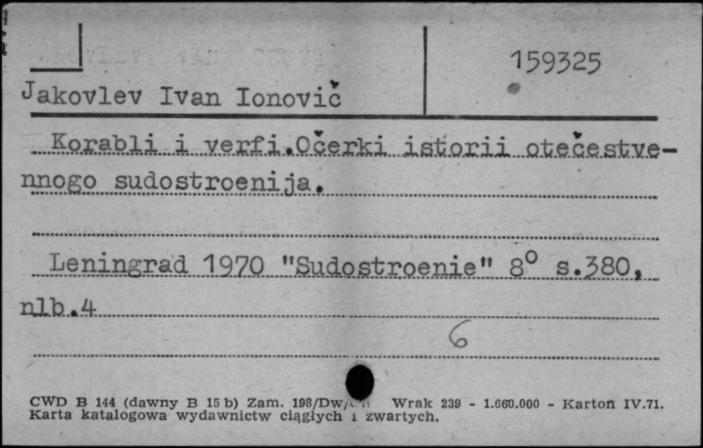 159325
Jakovlev Ivan Ionovič
Korabli i verfi.Očerki istorii otečestve-
nnogo sudostroenija.
Leningrad 1970 "Sudostroenie" 8° s.380,
nlb.4
6
CWD B 144 (dawny B 15 b) Zam. 198/Dw/ Wrak 239 - 1.660.000 - Karton IV.71.
Karta katalogowa wydawnictw ciągłych i zwartych.